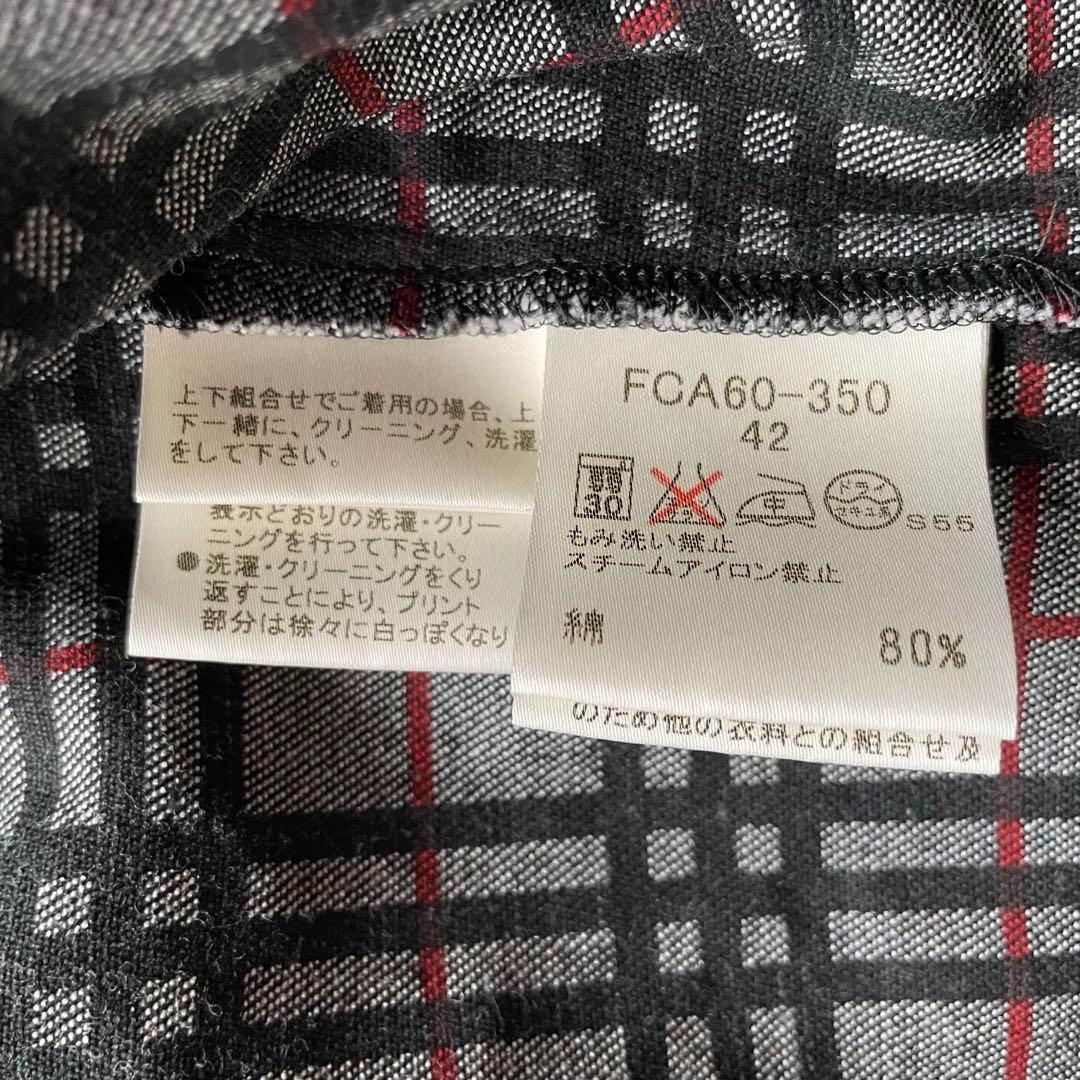 上下組合せでご着用の場合、上
下一緒に、クリーニング、洗濯
をして下さい。
表示どおりの洗濯・クリー
ニングを行って下さい。
●洗濯・クリーニングをくり
返すことにより、プリント
部分は徐々に白っぽくなり
FCA60-350
42
弱
30
中
ドライ
セキユ系
S55
もみ洗い禁止
スチームアイロン禁止
綿 80%
のため他の衣料との組合せ及